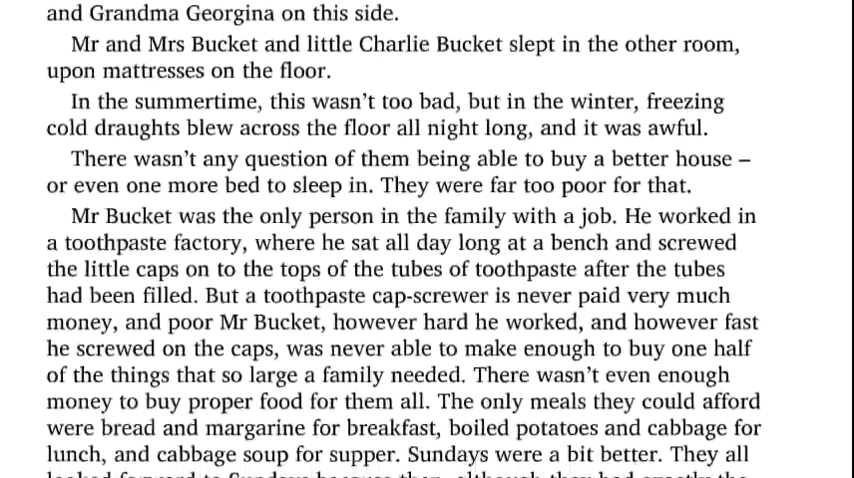 and Grandma Georgina on this side.
Mr and Mrs Bucket and little Charlie Bucket slept in the other room,
upon mattresses on the floor.
In the summertime, this wasn't too bad, but in the winter, freezing
cold draughts blew across the floor all night long, and it was awful.
There wasn't any question of them being able to buy a better house –
or even one more bed to sleep in. They were far too poor for that.
Mr Bucket was the only person in the family with a job. He worked in
a toothpaste factory, where he sat all day long at a bench and screwed
the little caps on to the tops of the tubes of toothpaste after the tubes
had been filled. But a toothpaste cap-screwer is never paid very much
money, and poor Mr Bucket, however hard he worked, and however fast
he screwed on the caps, was never able to make enough to buy one half
of the things that so large a family needed. There wasn't even enough
money to buy proper food for them all. The only meals they could afford
were bread and margarine for breakfast, boiled potatoes and cabbage for
lunch, and cabbage soup for supper. Sundays were a bit better. They all